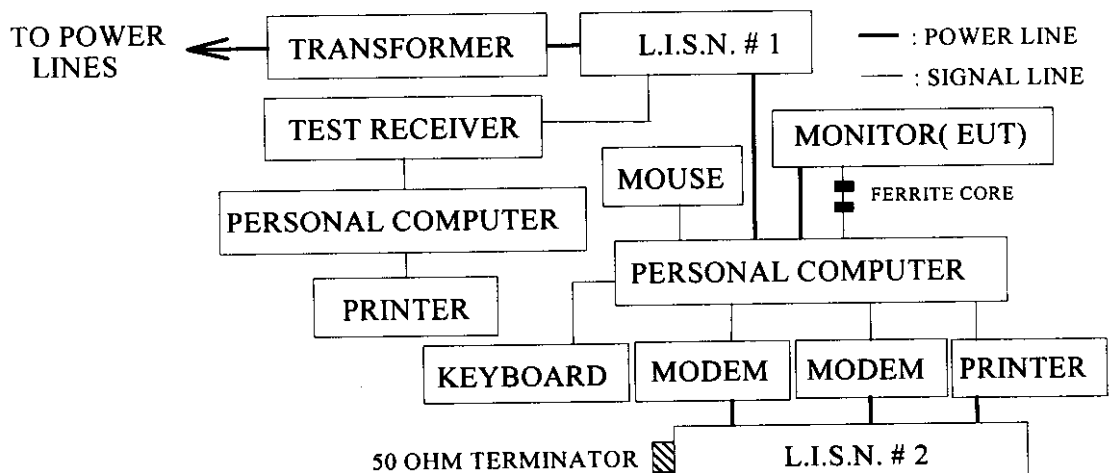 TO POWER
LINES
TRANSFORMER
L.I.S.N. # 1
: POWER LINE
: SIGNAL LINE
TEST RECEIVER
MONITOR( EUT)
MOUSE
FERRITE CORE
PERSONAL COMPUTER
PERSONAL COMPUTER
PRINTER
KEYBOARD
MODEM
MODEM
PRINTER
50 OHM TERMINATOR
L.I.S.N. # 2